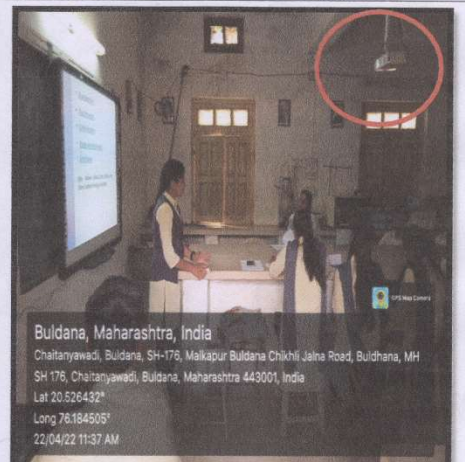 GPS Map Camera
Buldana, Maharashtra, India
Chaitanyawadi, Buldana, SH-176, Malkapur Buldana Chikhli Jalna Road, Buldhana, MH
SH 176, Chaitanyawadi, Buldana, Maharashtra 443001, India
Lat 20.526432°
Long 76.184505°
22/04/22 11:37 AM